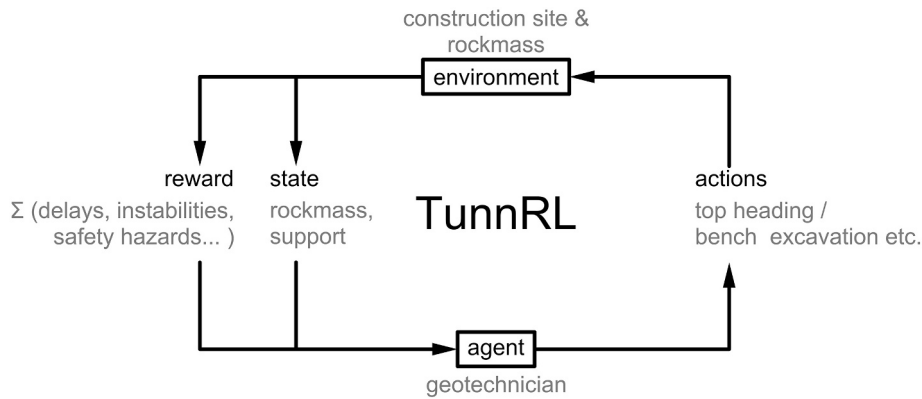 construction site &
rockmass
environment
reward
Σ (delays, instabilities,
safety hazards... )
state
rockmass,
support
TunnRL
actions
top heading /
bench excavation etc.
agent
geotechnician